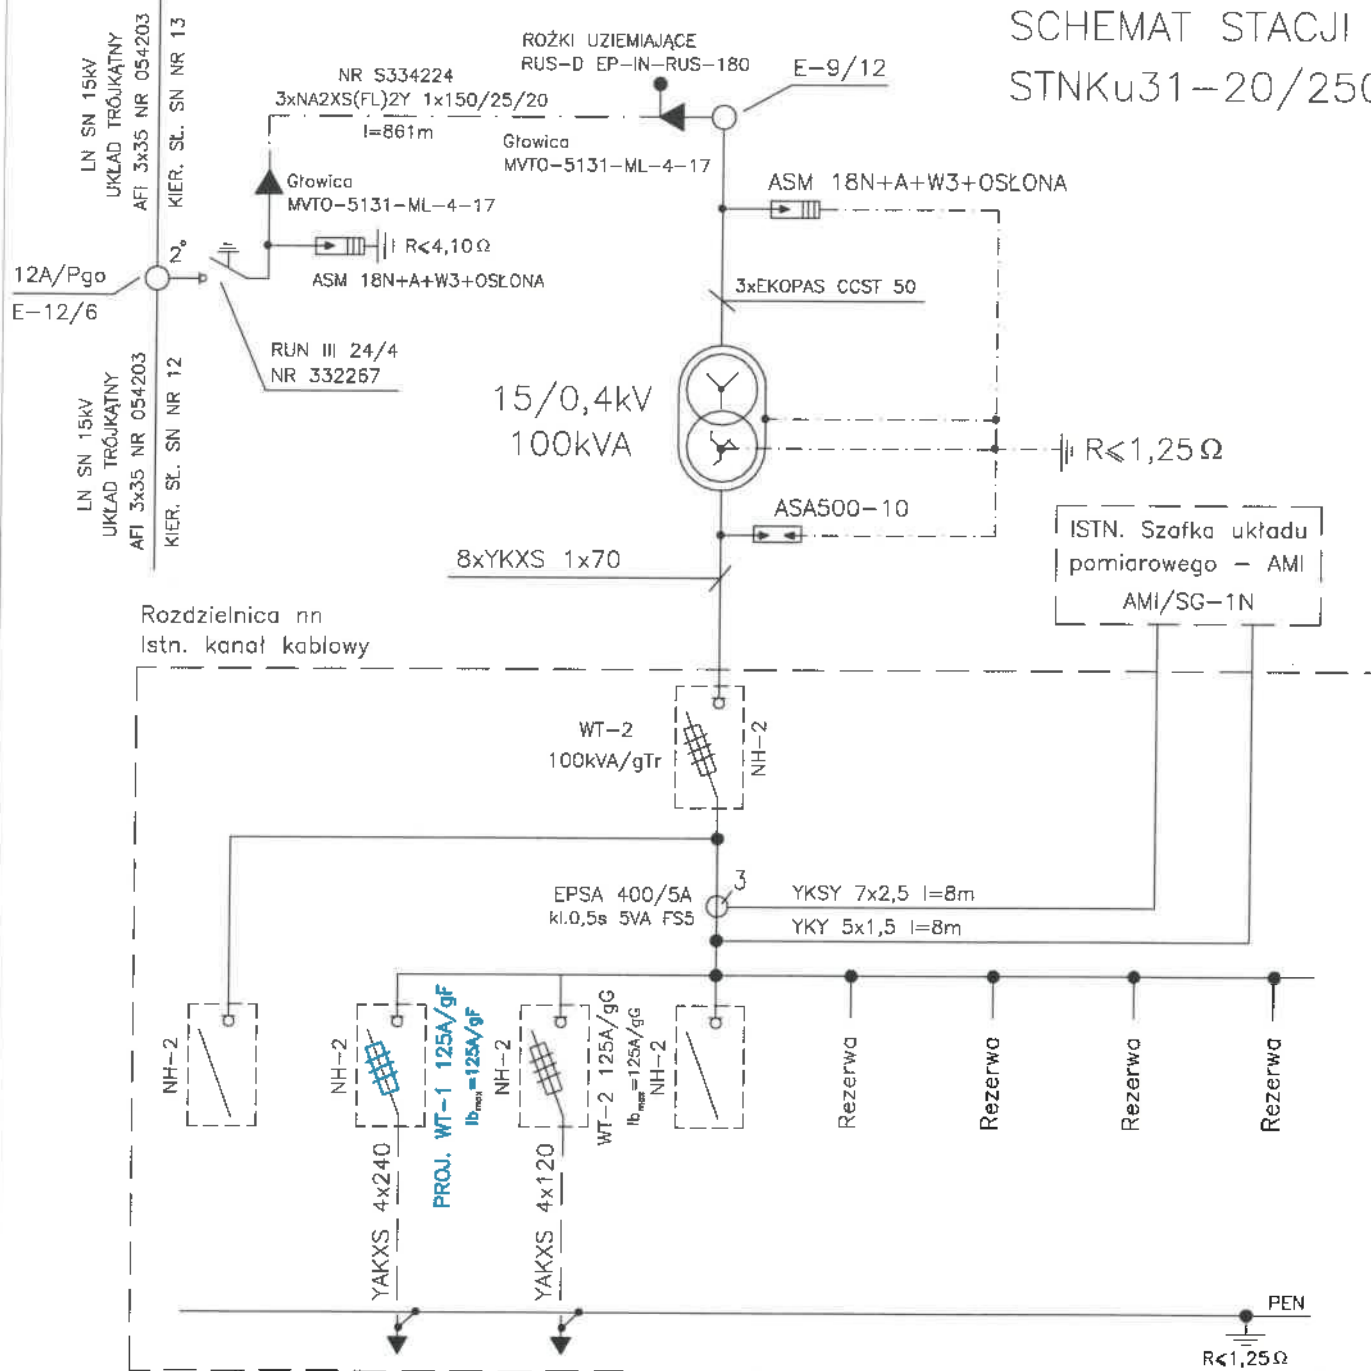 SCHEMAT STACJI
STNKu31-20/250
LN SN 15kV
UKŁAD TRÓJKĄTNY
AFl 3x35 NR 054203
KIER. SŁ. SN NR 13
ROŻKI UZIEMIAJĄCE
RUS-D EP-IN-RUS-180
E-9/12
NR S334224
3xNA2XS(FL)2Y 1x150/25/20
l=861m
Głowica
MVTO-5131-ML-4-17
Głowica
MVTO-5131-ML-4-17
ASM 18N+A+W3+OSŁONA
2°
R≤4,10Ω
ASM 18N+A+W3+OSŁONA
12A/Pgo
E-12/6
3xEKOPAS CCST 50
RUN III 24/4
NR 332267
LN SN 15kV
UKŁAD TRÓJKĄTNY
AFl 3x35 NR 054203
KIER. SŁ. SN NR 12
15/0,4kV
100kVA
R≤1,25Ω
ASA500-10
8xYKXS 1x70
ISTN. Szafka układu
pomiarowego - AMI
AMI/SG-1N
Rozdzielnica nn
Istn. kanał kablowy
WT-2
100kVA/gTr
NH-2
EPSA 400/5A
kl.0,5s 5VA FS5
3
YKSY 7x2,5 l=8m
YKY 5x1,5 l=8m
NH-2
NH-2
PROJ. WT-1 125A/gF
Ibmax=125A/gF
NH-2
WT-2 125A/gG
Ibmax=125A/gG
NH-2
Rezerwa
Rezerwa
Rezerwa
Rezerwa
YAKXS 4x240
YAKXS 4x120
PEN
R≤1,25Ω